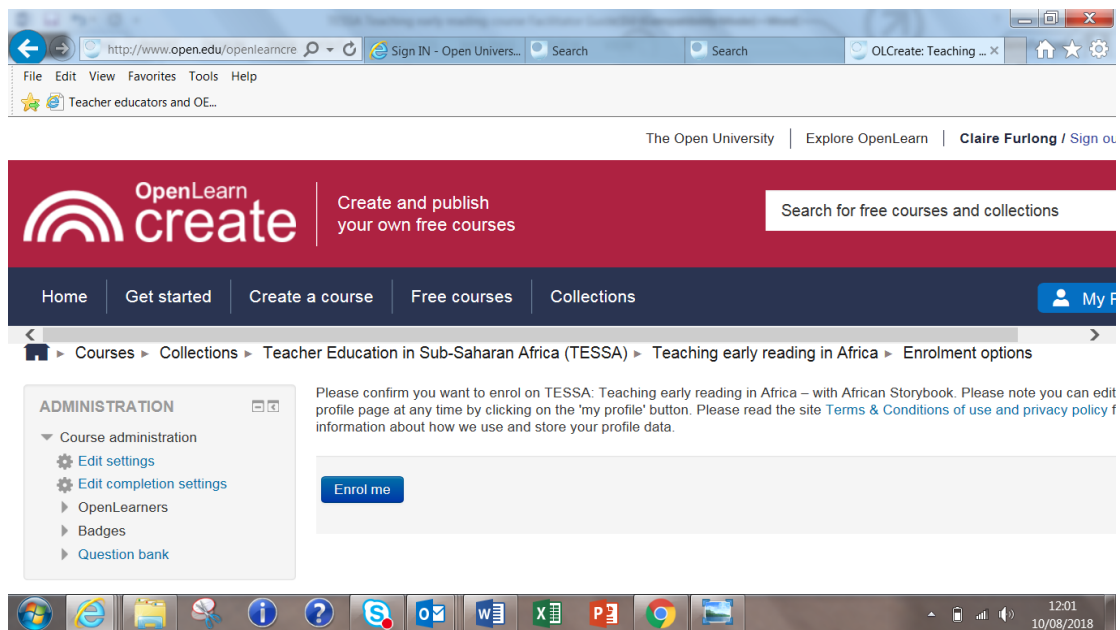 http://www.open.edu/openlearncre
Sign IN - Open Univers...
Search
Search
OLCreate: Teaching ...
File Edit View Favorites Tools Help
Teacher educators and OE...
The Open University
Explore OpenLearn
Claire Furlong / Sign ou
OpenLearn
create
Create and publish
your own free courses
Search for free courses and collections
Home
Get started
Create a course
Free courses
Collections
My P
Courses ► Collections ► Teacher Education in Sub-Saharan Africa (TESSA) ► Teaching early reading in Africa ► Enrolment options
ADMINISTRATION
Course administration
Edit settings
Edit completion settings
OpenLearners
Badges
Question bank
Please confirm you want to enrol on TESSA: Teaching early reading in Africa – with African Storybook. Please note you can edit
profile page at any time by clicking on the 'my profile' button. Please read the site Terms & Conditions of use and privacy policy f
information about how we use and store your profile data.
Enrol me
12:01
10/08/2018